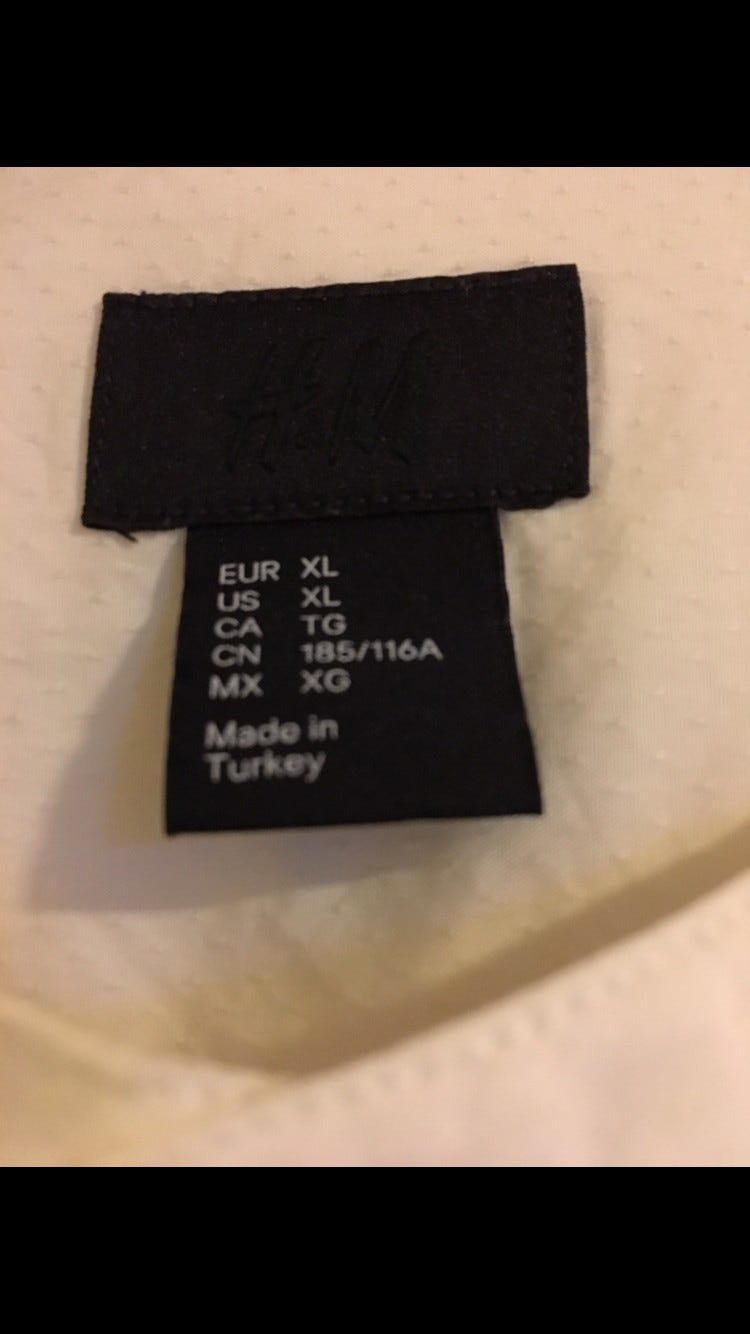 H&M
EUR XL
US XL
CA TG
CN 185/116A
MX XG
Made in
Turkey